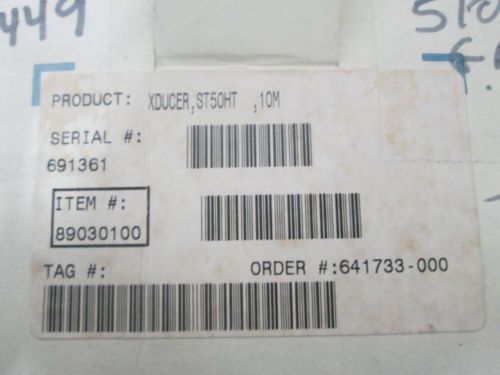 449
PRODUCT: XDUCER,ST50HT ,10M
SERIAL #:
691361
ITEM #:
89030100
TAG #:
ORDER #:641733-000